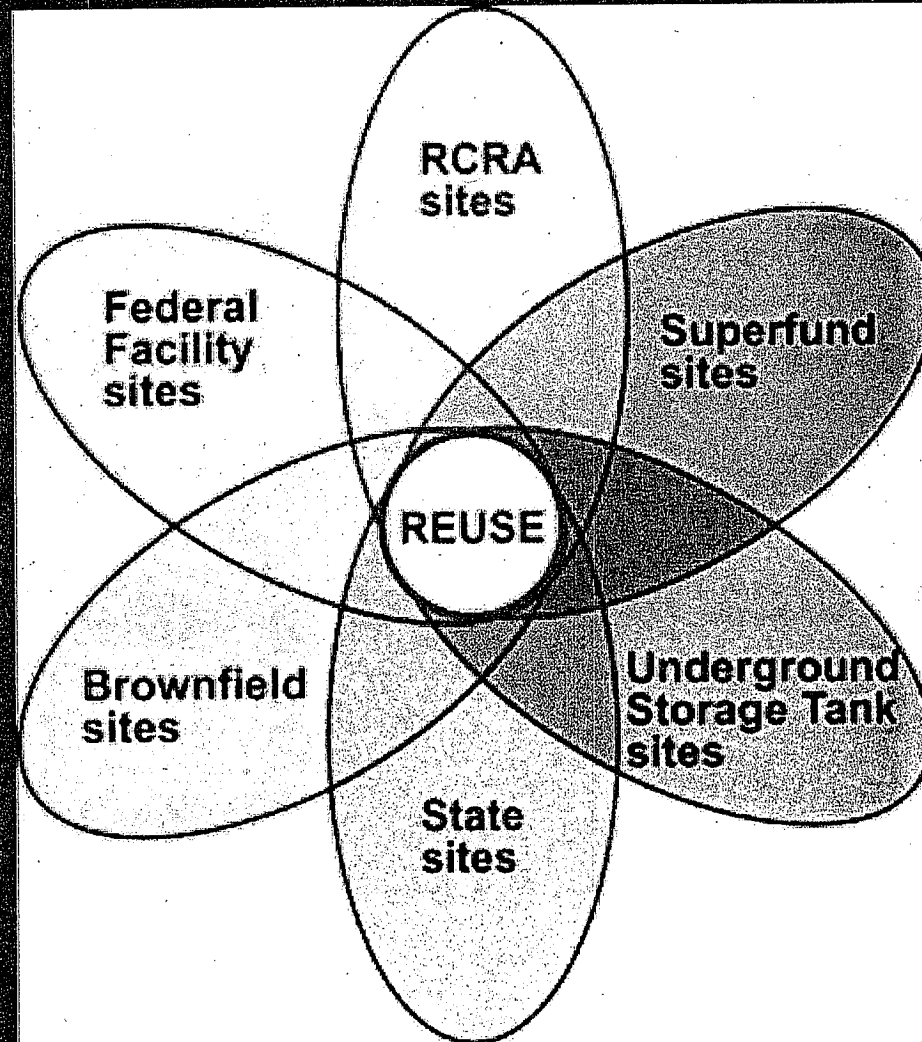 RCRA
sites
Federal
Facility
sites
Superfund
sites
REUSE
Brownfield
sites
Underground
Storage Tank
sites
State
sites